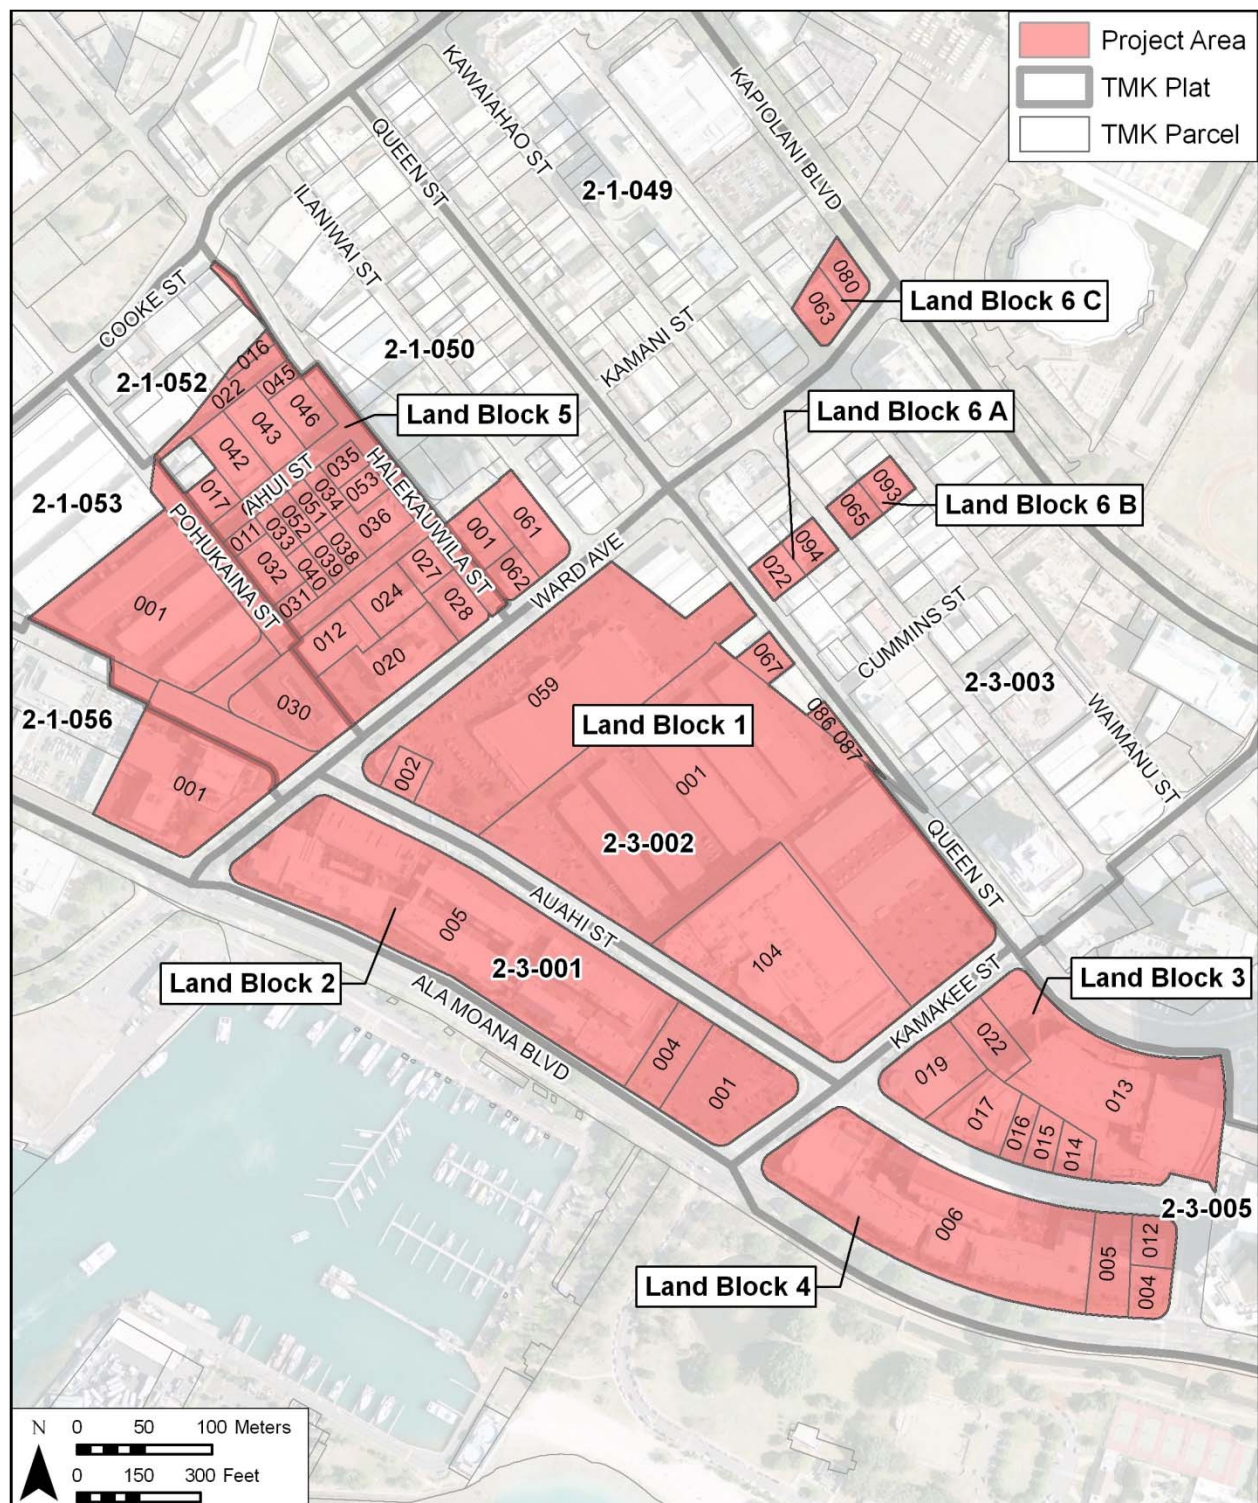 Project Area
TMK Plat
TMK Parcel
KAWAIAHAO ST
KAPIOLANI BLVD
QUEEN ST
2-1-049
ILANIWAI ST
COOKE ST
080
063
Land Block 6 C
KAMANI ST
2-1-050
016
2-1-052
022
045
046
Land Block 5
Land Block 6 A
043
042
035
053
034
051
052
033
011
AHUI ST
HALEKAUWILA ST
036
038
039
040
032
031
017
2-1-053
POHUKAINA ST
001
061
062
093
065
Land Block 6 B
094
022
WARD AVE
001
027
028
024
012
020
030
CUMMINS ST
067
2-3-003
059
Land Block 1
086
087
WAIMANU ST
2-1-056
001
002
001
2-3-002
QUEEN ST
AUAHI ST
005
104
2-3-001
Land Block 2
ALA MOANA BLVD
KAMAKEE ST
Land Block 3
022
019
013
004
001
017
016
015
014
2-3-005
006
005
012
004
Land Block 4
N
0 50 100 Meters
0 150 300 Feet